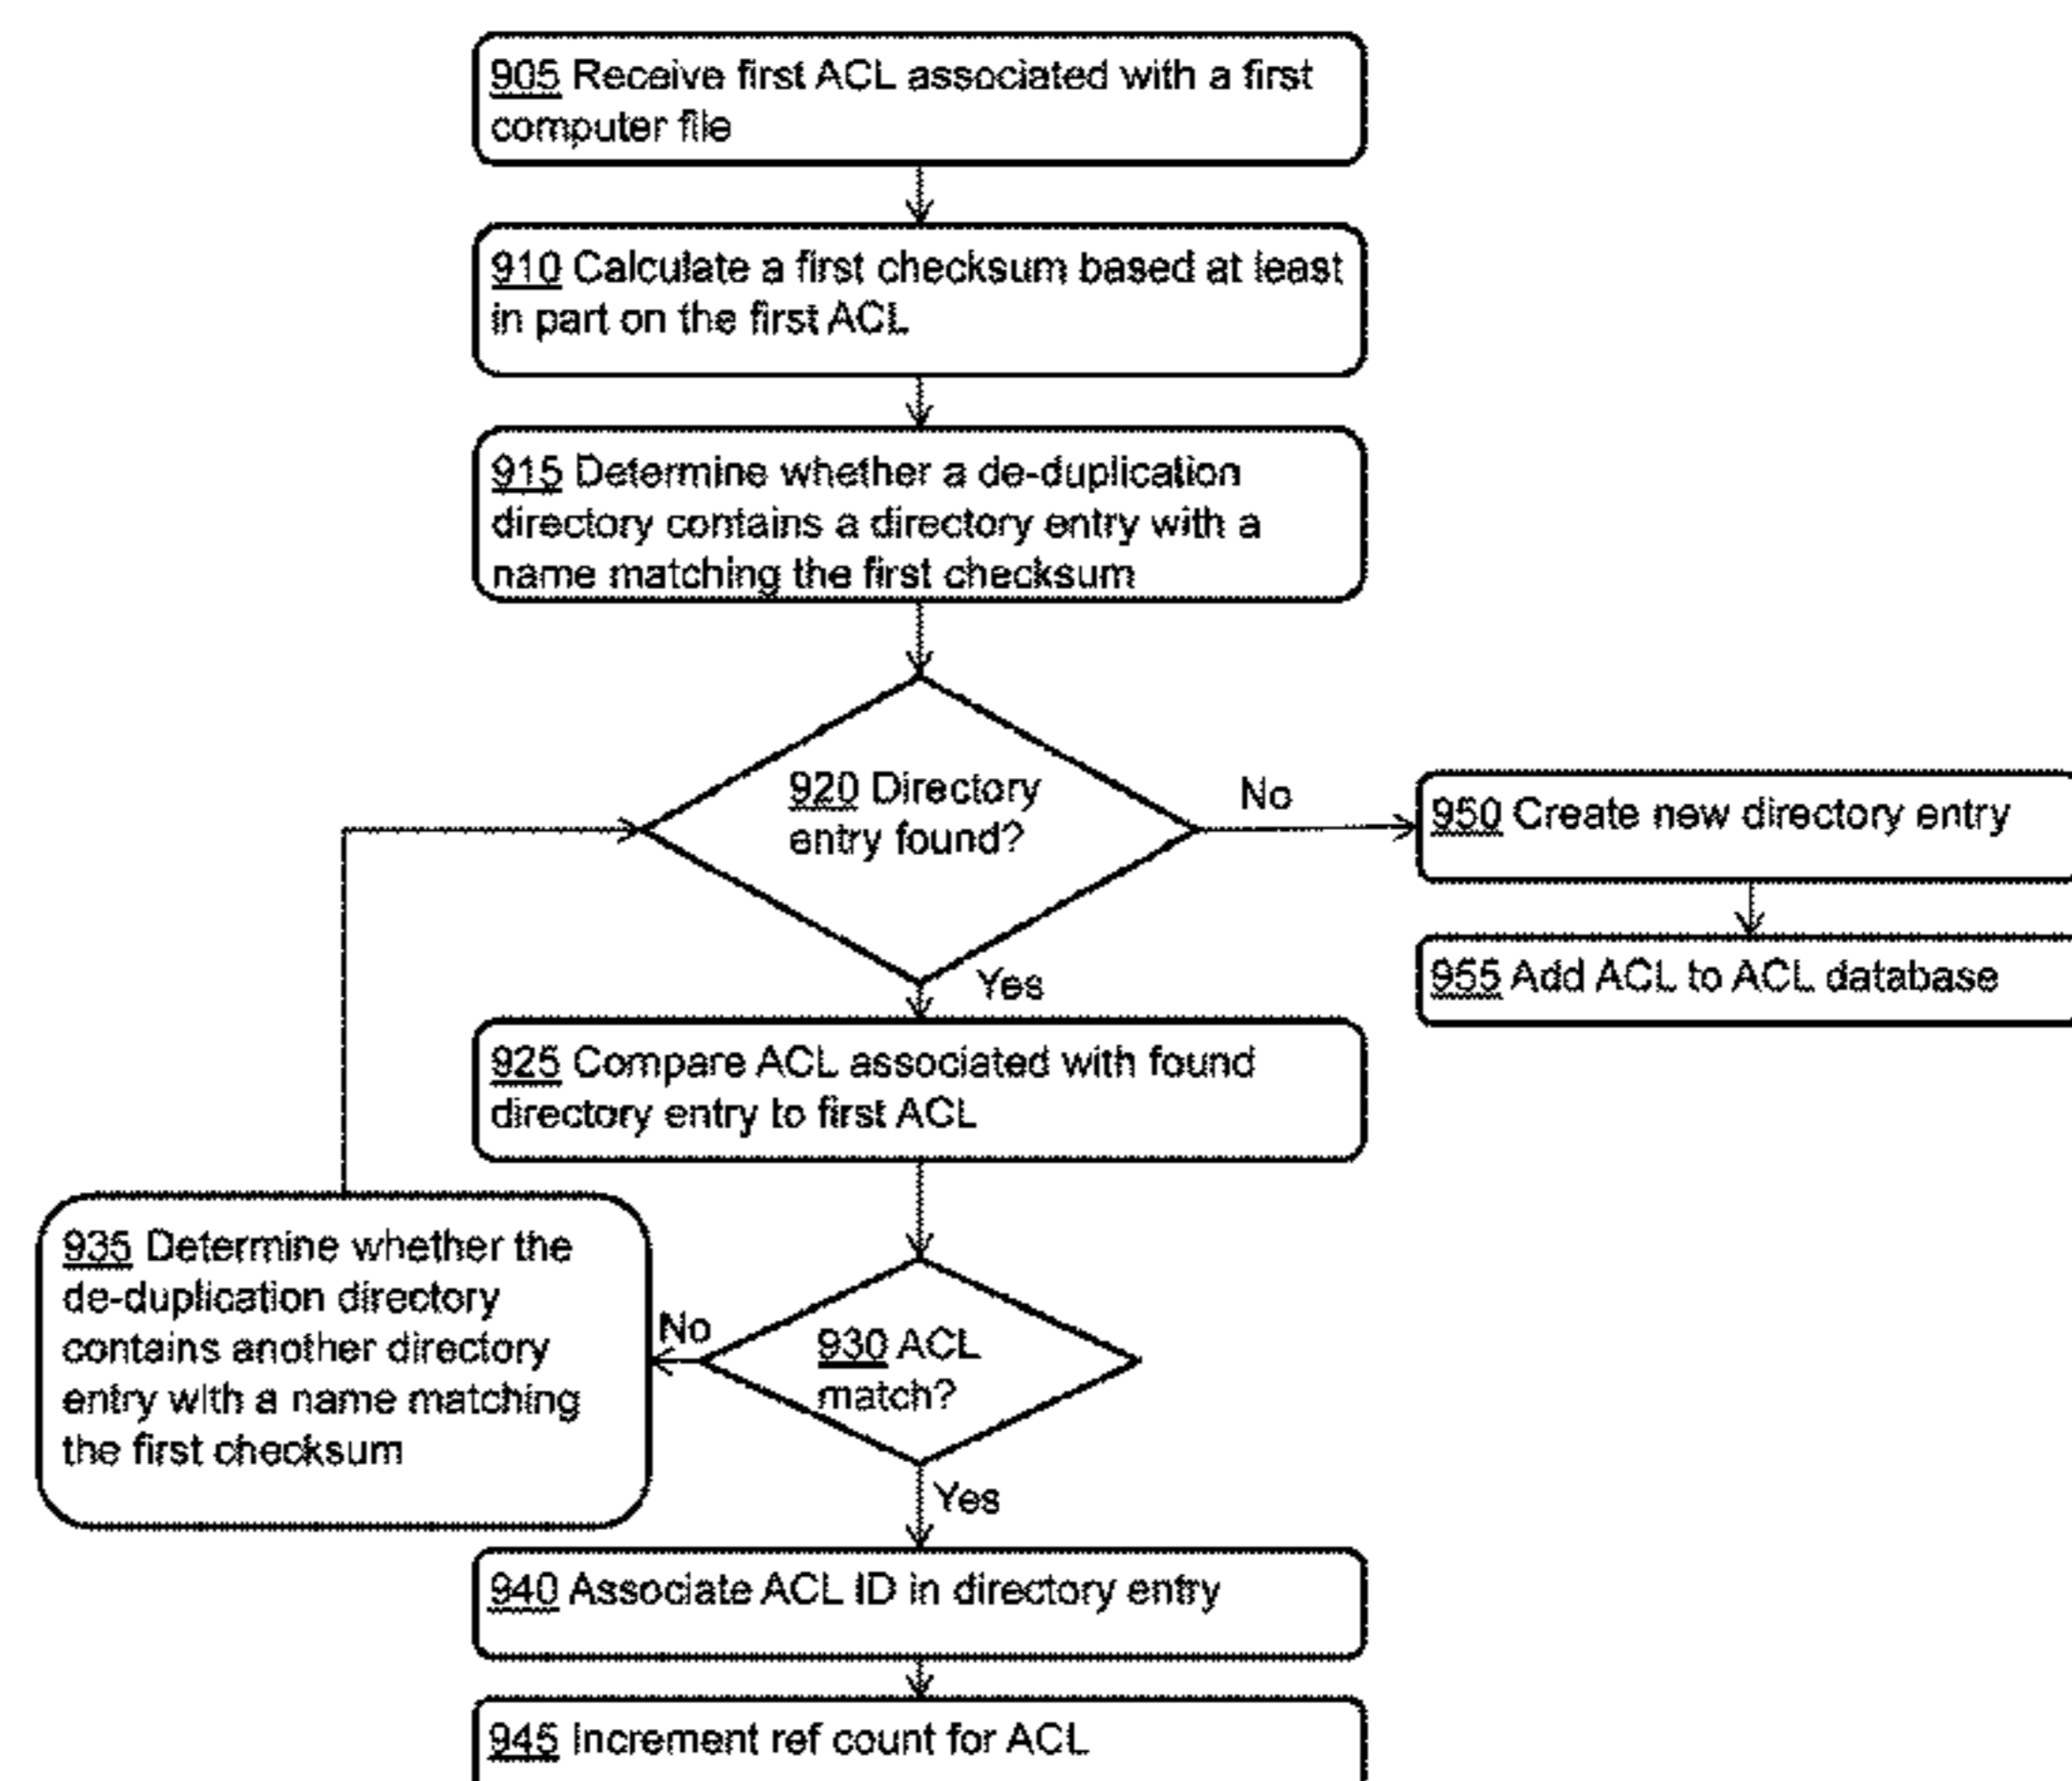 905 Receive first ACL associated with a first
computer file
910 Calculate a first checksum based at least
in part on the first ACL
915 Determine whether a de-duplication
directory contains a directory entry with a
name matching the first checksum
920 Directory
entry found?
No
950 Create new directory entry
955 Add ACL to ACL database
Yes
925 Compare ACL associated with found
directory entry to first ACL
935 Determine whether the
de-duplication directory
contains another directory
entry with a name matching
the first checksum
No
930 ACL
match?
Yes
940 Associate ACL ID in directory entry
945 Increment ref count for ACL